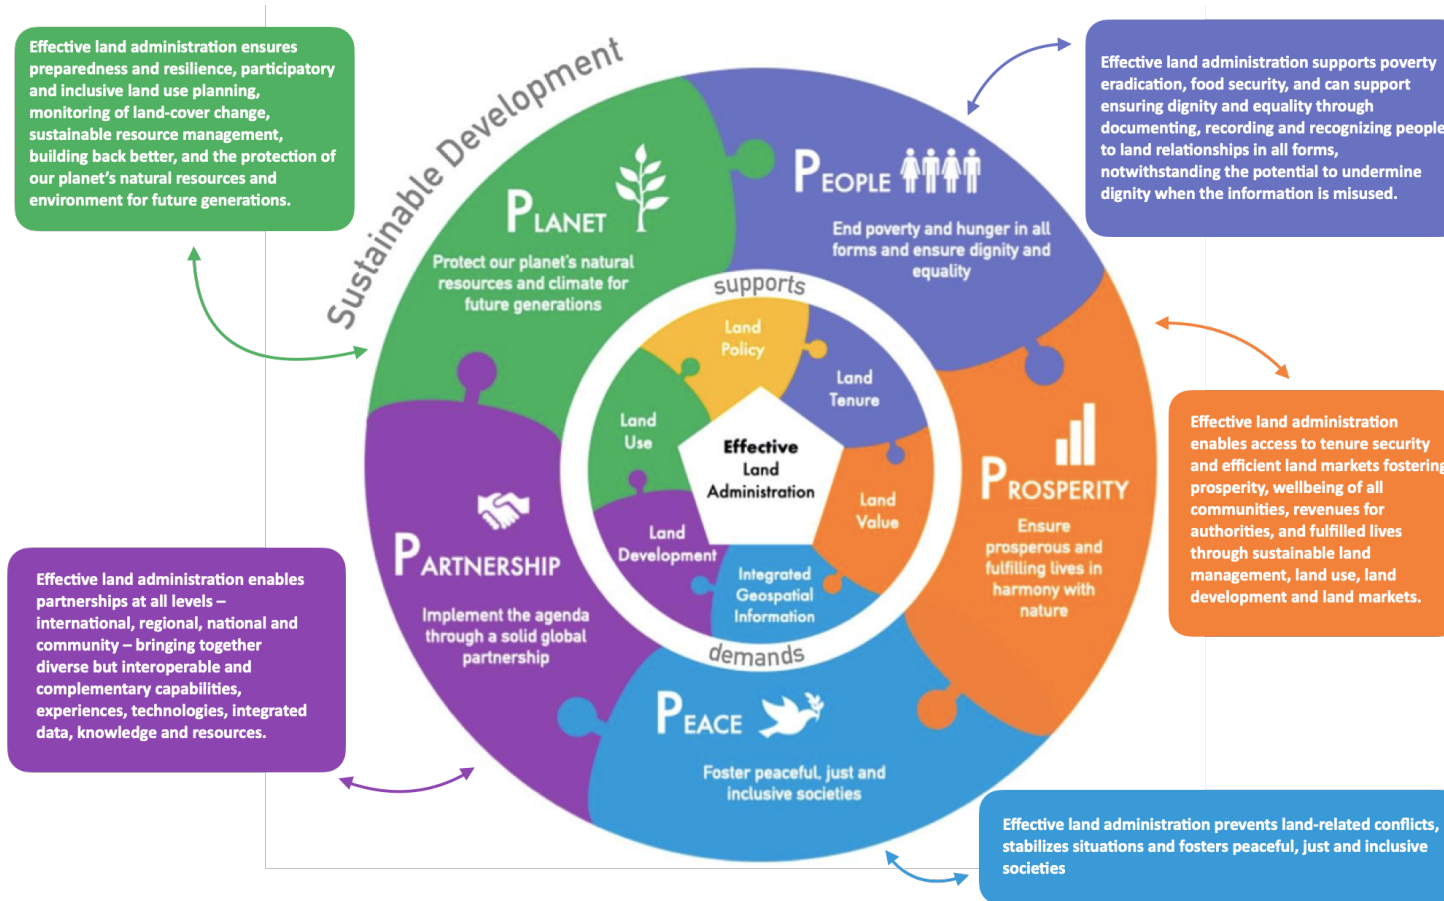 Effective land administration ensures
preparedness and resilience, participatory
and inclusive land use planning,
monitoring of land-cover change,
sustainable resource management,
building back better, and the protection of
our planet's natural resources and
environment for future generations.
Sustainable Development
Effective land administration supports poverty
eradication, food security, and can support
ensuring dignity and equality through
documenting, recording and recognizing people
to land relationships in all forms,
notwithstanding the potential to undermine
dignity when the information is misused.
PLANET
Protect our planet's natural
resources and climate for
future generations
PEOPLE
End poverty and hunger in all
forms and ensure dignity and
equality
supports
Land
Policy
Land
Tenure
Land
Use
Effective
Land
Administration
Land
Value
Land
Development
Integrated
Geospatial
Information
demands
PROSPERITY
Ensure
prosperous and
fulfilling lives in
harmony with
nature
Effective land administration
enables access to tenure security
and efficient land markets fostering
prosperity, wellbeing of all
communities, revenues for
authorities, and fulfilled lives
through sustainable land
management, land use, land
development and land markets.
PARTNERSHIP
Implement the agenda
through a solid global
partnership
Effective land administration enables
partnerships at all levels –
international, regional, national and
community – bringing together
diverse but interoperable and
complementary capabilities,
experiences, technologies, integrated
data, knowledge and resources.
PEACE
Foster peaceful, just and
inclusive societies
Effective land administration prevents land-related conflicts,
stabilizes situations and fosters peaceful, just and inclusive
societies